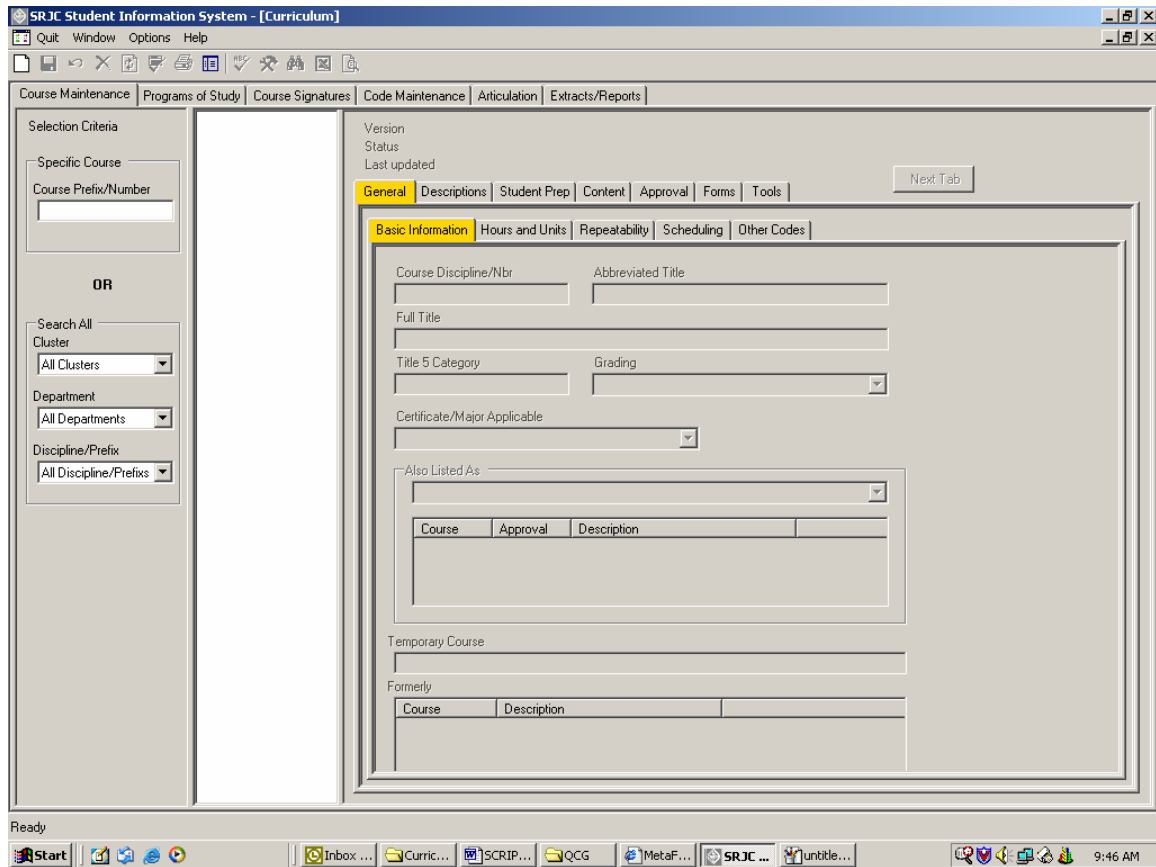 SRJC Student Information System - [Curriculum]
Quit Window Options Help
ABC
Course Maintenance Programs of Study Course Signatures Code Maintenance Articulation Extracts/Reports
Selection Criteria
Specific Course
Course Prefix/Number
OR
Search All
Cluster
All Clusters
Department
All Departments
Discipline/Prefix
All Discipline/Prefixs
Version
Status
Last updated
Next Tab
General Descriptions Student Prep Content Approval Forms Tools
Basic Information Hours and Units Repeatability Scheduling Other Codes
Course Discipline/Nbr Abbreviated Title
Full Title
Title 5 Category Grading
Certificate/Major Applicable
Also Listed As
Course Approval Description
Temporary Course
Formerly
Course Description
Ready
Start Inbox ... Curric... SCRIP... QCG MetaF... SRJC ... untitle... 9:46 AM